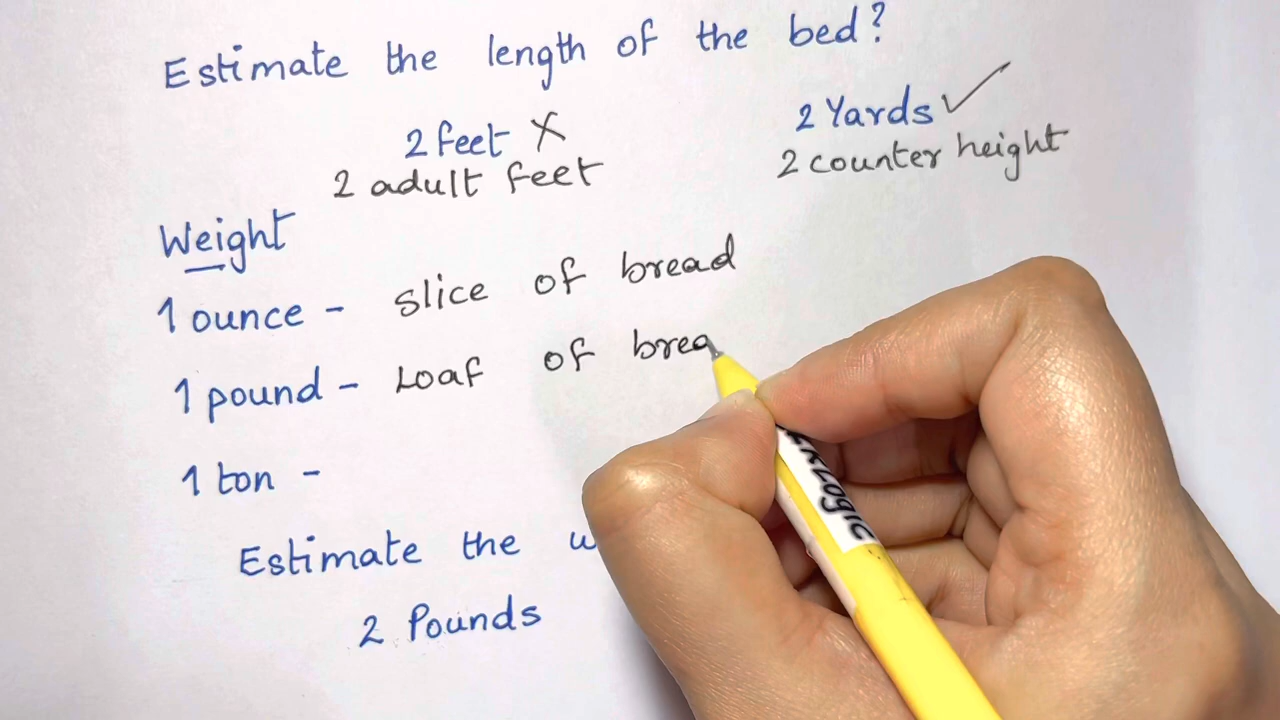 Estimate the length of the bed?
2 feet X 2 Yards ✓
2 adult feet 2 counter height
Weight
1 ounce - slice of bread
1 pound - Loaf of brea
1 ton -
Estimate the w
2 Pounds